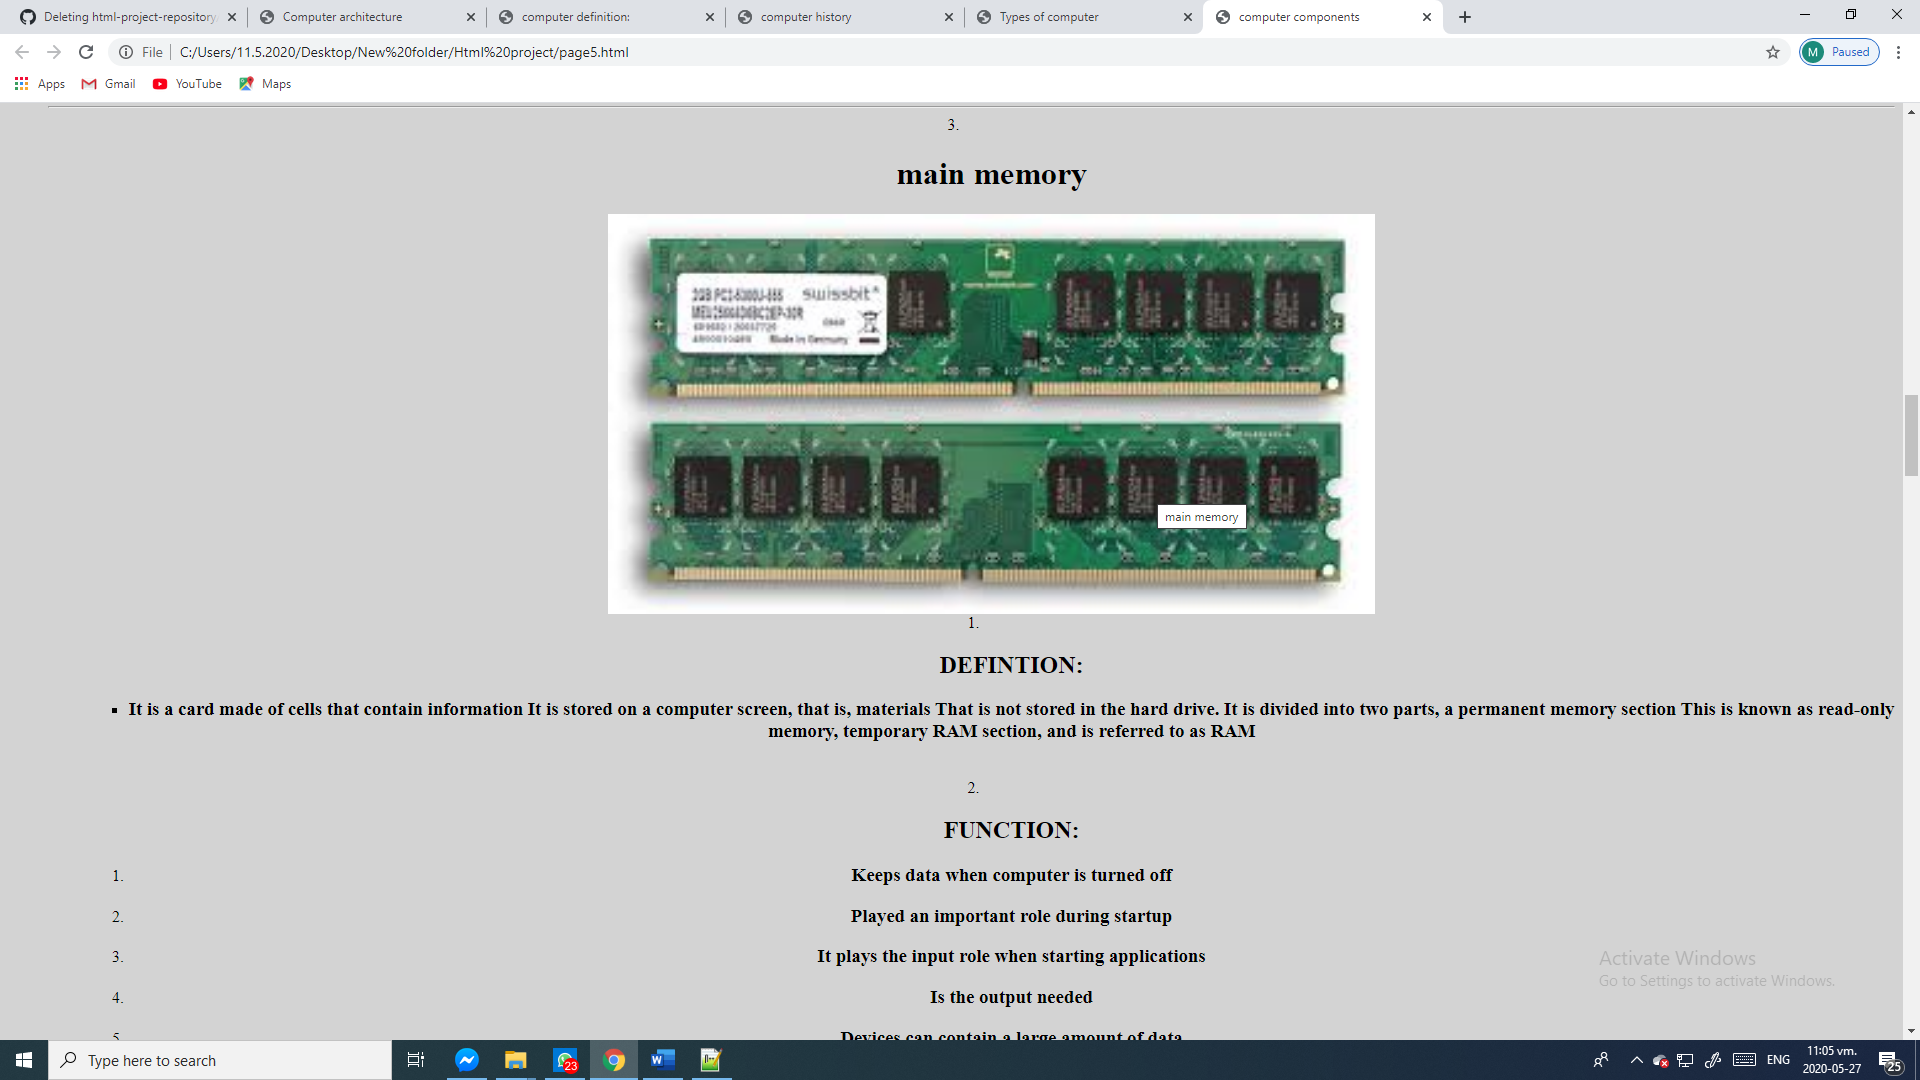 Deleting html-project-repository
Computer architecture
computer definition:
computer history
Types of computer
computer components
File
C:/Users/11.5.2020/Desktop/New%20folder/Html%20project/page5.html
M
Paused
Apps
Gmail
YouTube
Maps
3.
main memory
swissbit
Made in Germany
main memory
1.
DEFINTION:
It is a card made of cells that contain information It is stored on a computer screen, that is, materials That is not stored in the hard drive. It is divided into two parts, a permanent memory section This is known as read-only
memory, temporary RAM section, and is referred to as RAM
2.
FUNCTION:
1. Keeps data when computer is turned off
2. Played an important role during startup
3. It plays the input role when starting applications
4. Is the output needed
5. Devices can contain a large amount of data
Activate Windows
Go to Settings to activate Windows.
Type here to search
23
W
ENG
11:05 vm.
2020-05-27
25